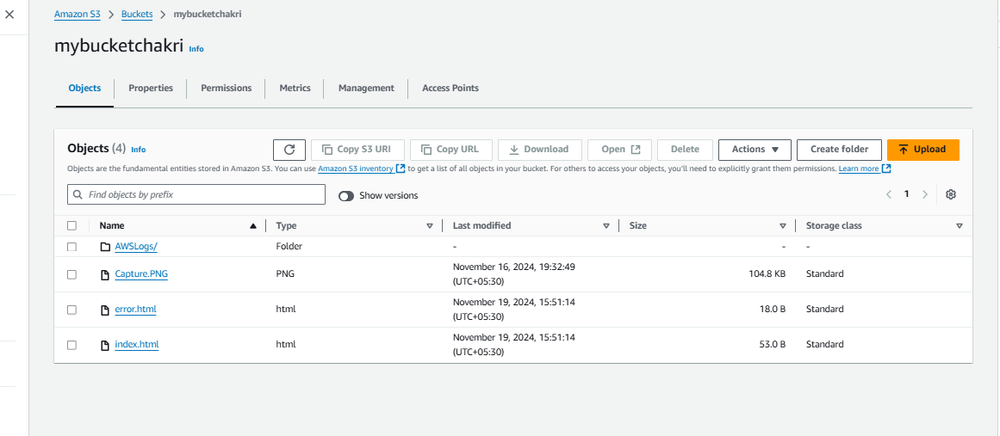 Amazon S3 > Buckets > mybucketchakri
mybucketchakri Info
Objects Properties Permissions Metrics Management Access Points
Objects (4) Info Copy S3 URI Copy URL Download Open Delete Actions Create folder Upload
Objects are the fundamental entities stored in Amazon S3. You can use Amazon S3 inventory to get a list of all objects in your bucket. For others to access your objects, you'll need to explicitly grant them permissions. Learn more
Find objects by prefix Show versions 1
Name Type Last modified Size Storage class
AWSLogs/ Folder - - -
Capture.PNG PNG November 16, 2024, 19:32:49 (UTC+05:30) 104.8 KB Standard
error.html html November 19, 2024, 15:51:14 (UTC+05:30) 18.0 B Standard
index.html html November 19, 2024, 15:51:14 (UTC+05:30) 53.0 B Standard